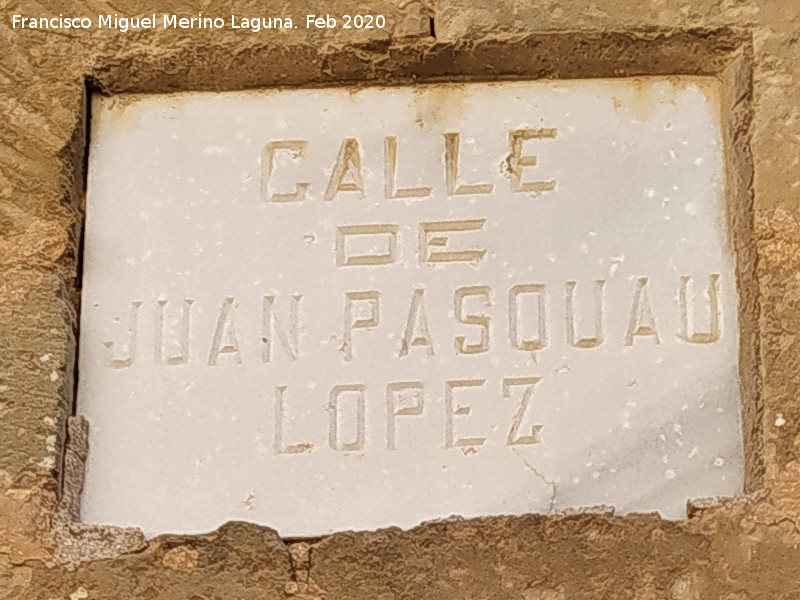 Francisco Miguel Merino Laguna. Feb 2020
CALLE
DE
JUAN PASQUAU
LOPEZ